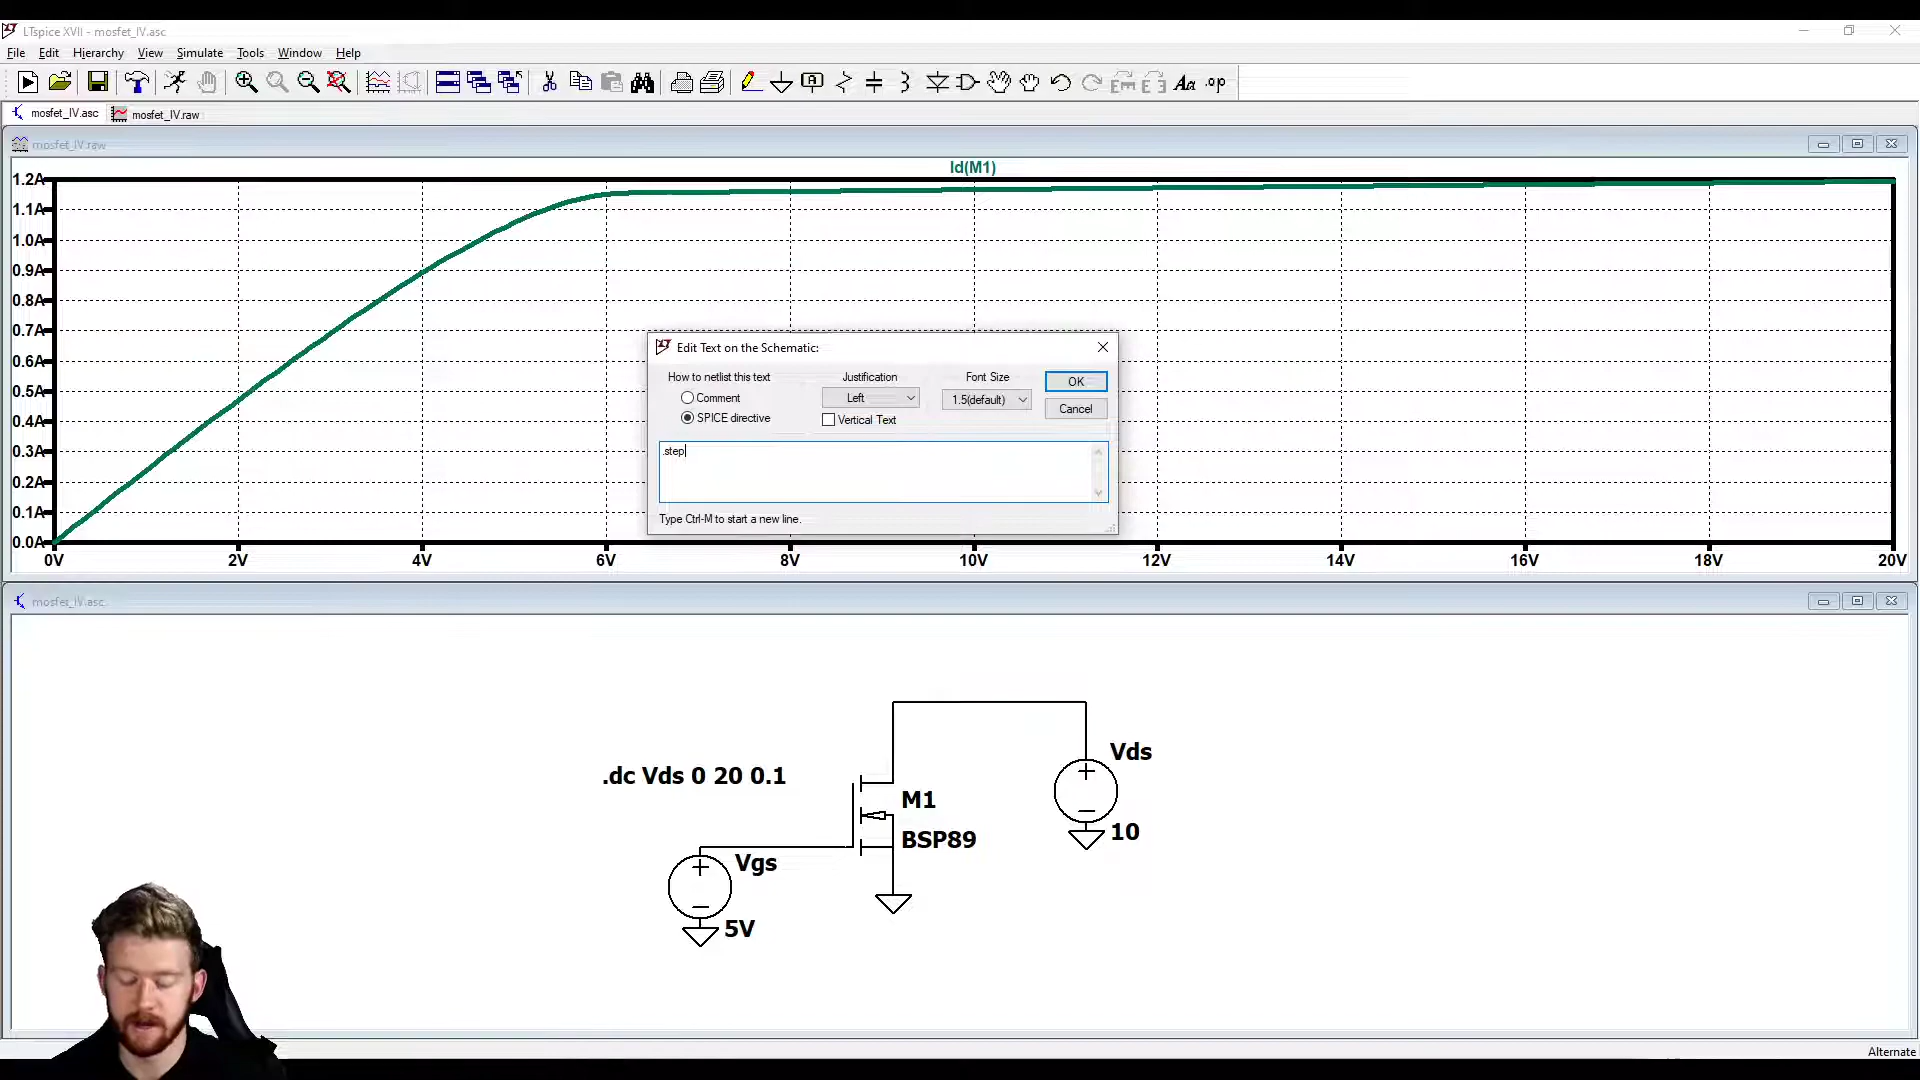 LTspice XVII - mosfet_IV.asc
File Edit Hierarchy View Simulate Tools Window Help
mosfet_IV.asc mosfet_IV.raw
mosfet_IV.raw
Id(M1)
1.2A
1.1A
1.0A
0.9A
0.8A
0.7A
0.6A
0.5A
0.4A
0.3A
0.2A
0.1A
0.0A
0V 2V 4V 6V 8V 10V 12V 14V 16V 18V 20V
Edit Text on the Schematic:
How to netlist this text Justification Font Size
Comment Left 1.5(default) OK
SPICE directive Vertical Text Cancel
.step
Type Ctrl-M to start a new line.
mosfet_IV.asc
.dc Vds 0 20 0.1
Vds
10
M1
BSP89
Vgs
5V
Alternate